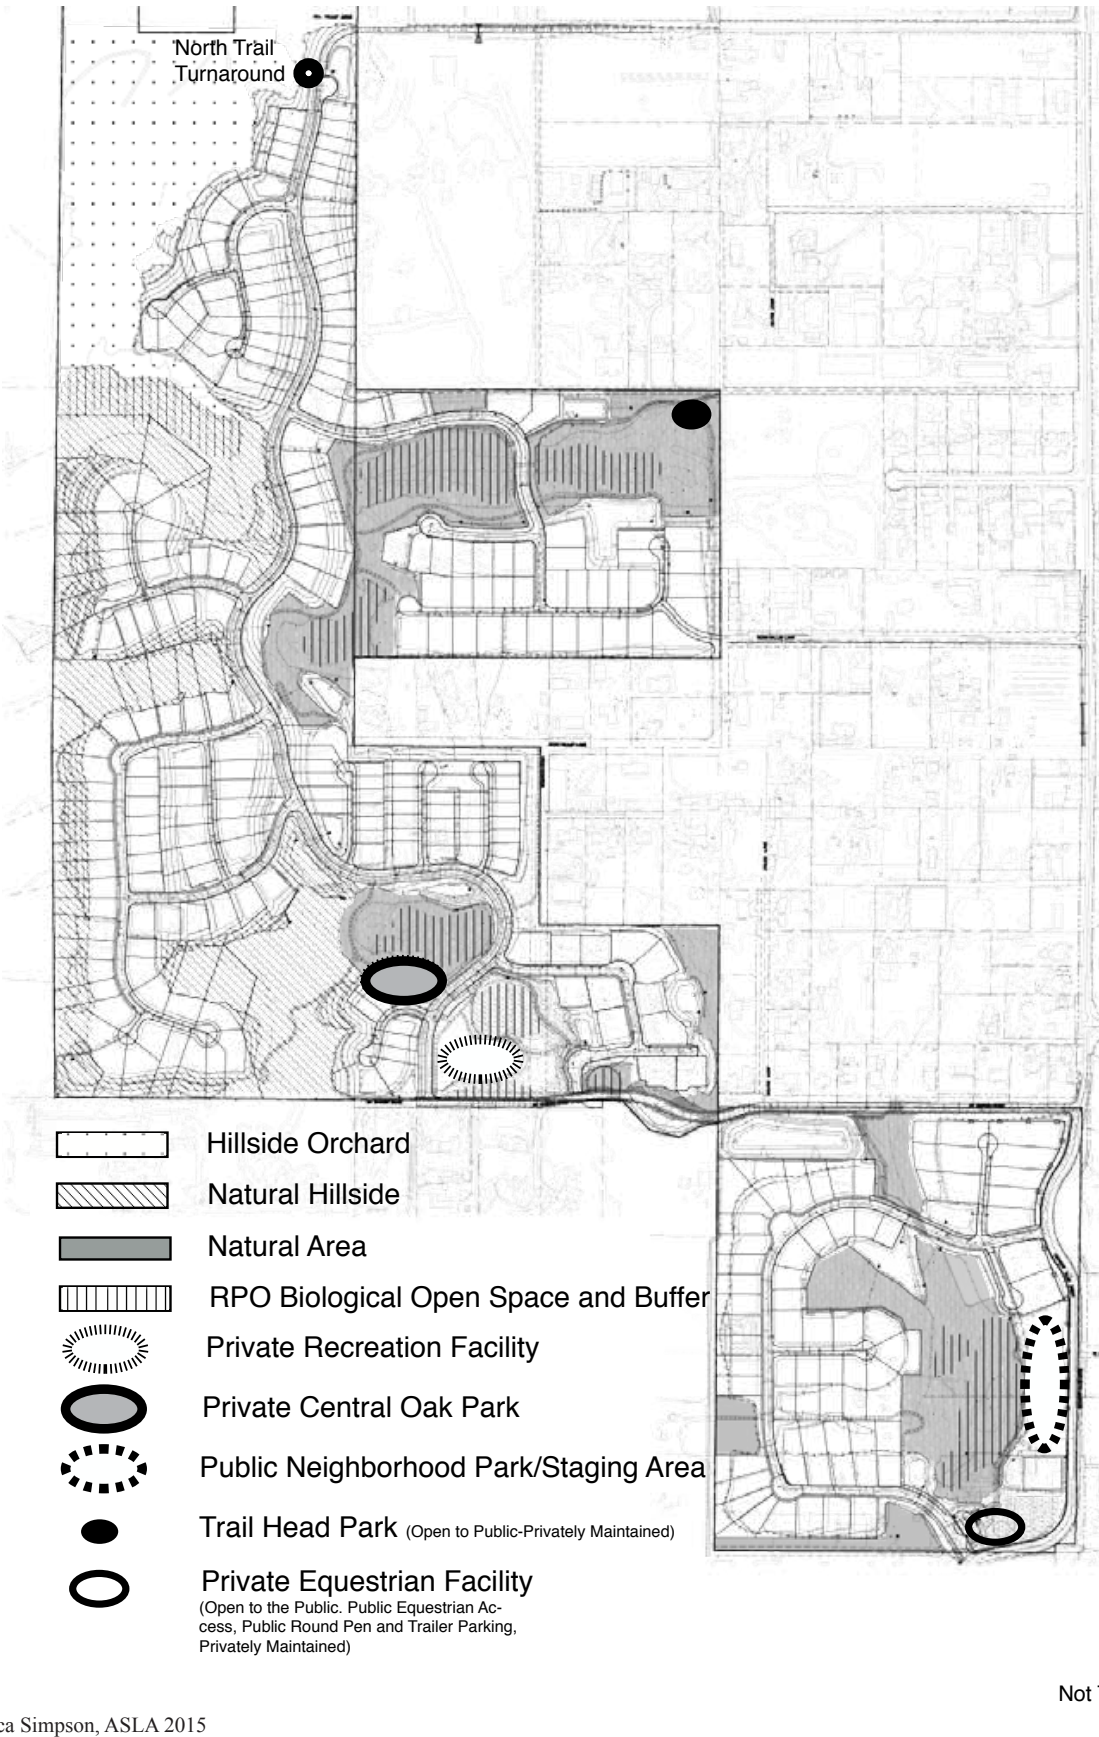 North Trail
Turnaround
Hillside Orchard
Natural Hillside
Natural Area
RPO Biological Open Space and Buffer
Private Recreation Facility
Private Central Oak Park
Public Neighborhood Park/Staging Area
Trail Head Park (Open to Public-Privately Maintained)
Private Equestrian Facility
(Open to the Public. Public Equestrian Ac-
cess, Public Round Pen and Trailer Parking,
Privately Maintained)
Not
ca Simpson, ASLA 2015